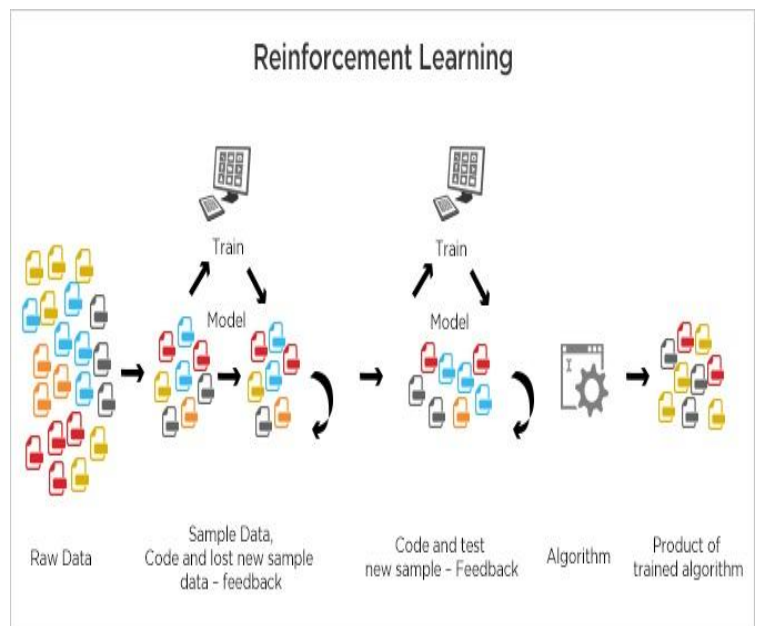 Reinforcement Learning
Train
Train
Model
Model
Raw Data
Sample Data,
Code and lost new sample
data - feedback
Code and test
new sample - Feedback
Algorithm
Product of
trained algorithm